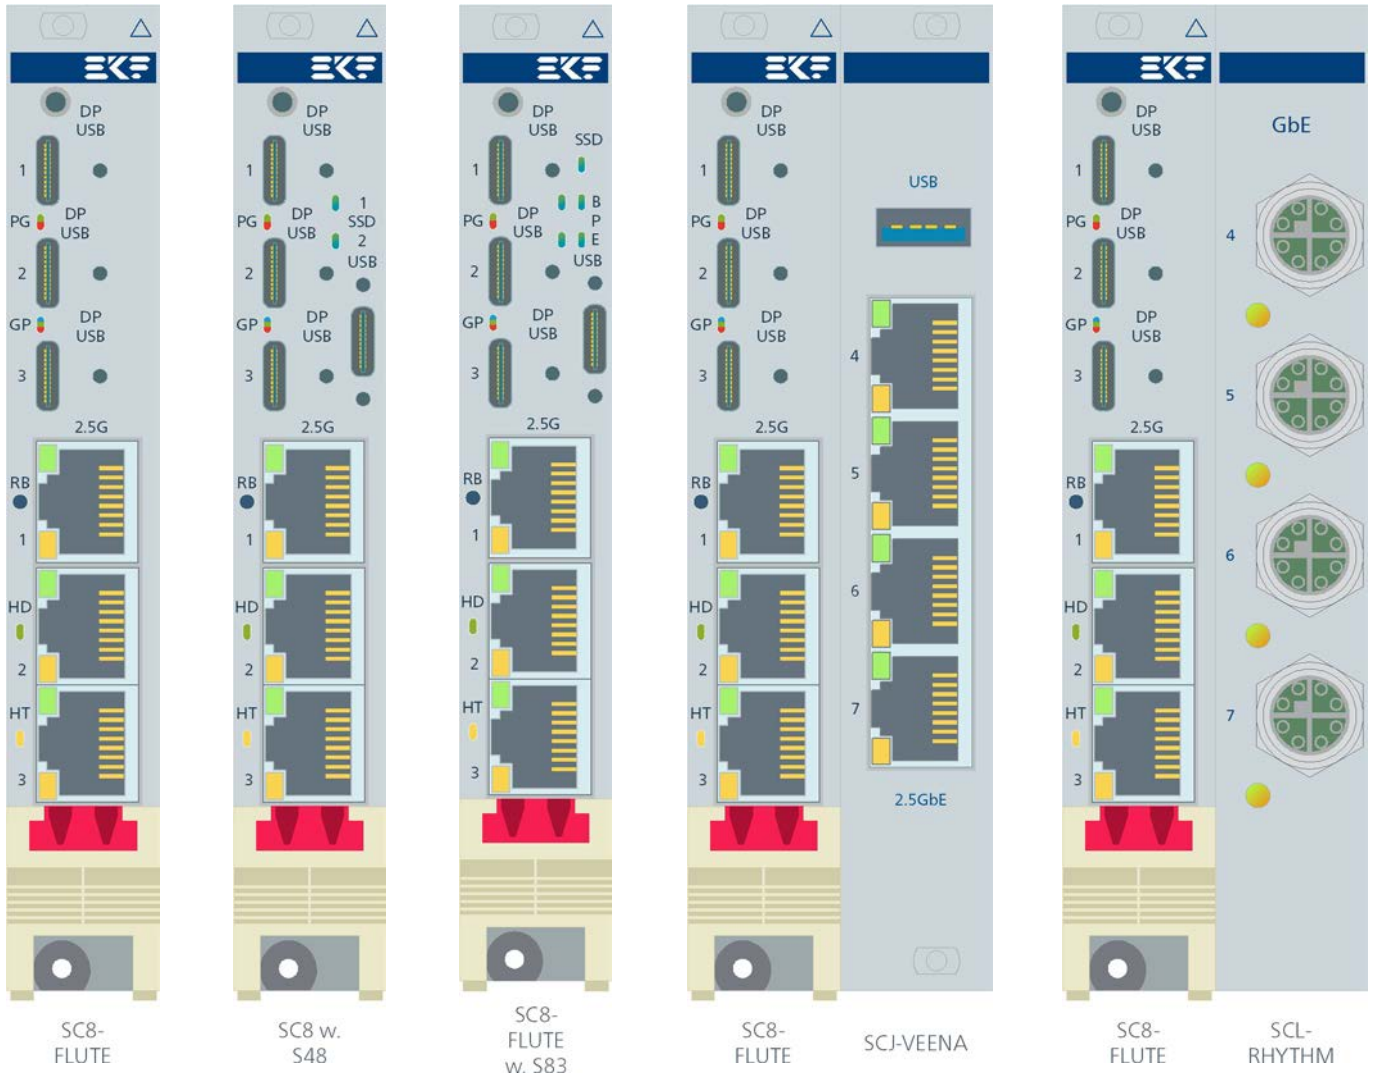 EKF
DP
USB
1
PG
DP
USB
2
GP
DP
USB
3
2.5G
RB
1
HD
2
HT
3
SC8-
FLUTE
EKF
DP
USB
1
1
SSD
2
PG
DP
USB
USB
2
GP
DP
USB
3
2.5G
RB
1
HD
2
HT
3
SC8 w.
S48
EKF
DP
USB
SSD
1
B
P
E
PG
DP
USB
USB
2
GP
DP
USB
3
2.5G
RB
1
HD
2
HT
3
SC8-
FLUTE
w. S83
EKF
DP
USB
1
PG
DP
USB
2
GP
DP
USB
3
2.5G
RB
1
HD
2
HT
3
SC8-
FLUTE
USB
4
5
6
7
2.5GbE
SCJ-VEENA
EKF
DP
USB
1
PG
DP
USB
2
GP
DP
USB
3
2.5G
RB
1
HD
2
HT
3
SC8-
FLUTE
GbE
4
5
6
7
SCL-
RHYTHM